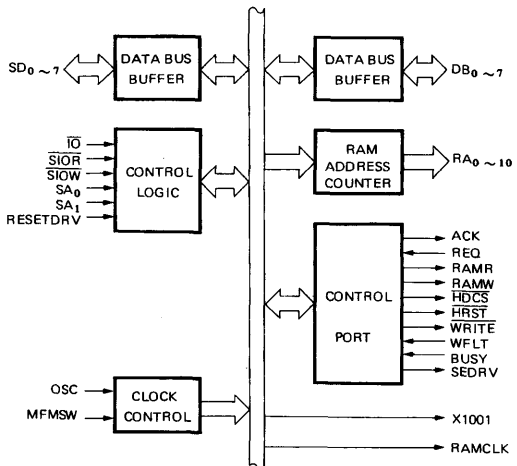 SD0 ~ 7
DATA BUS
BUFFER
DATA BUS
BUFFER
DB0 ~ 7
IO
SIOR
SIOW
SA0
SA1
RESETDRV
CONTROL
LOGIC
RAM
ADDRESS
COUNTER
RA0 ~ 10
CONTROL
PORT
ACK
REQ
RAMR
RAMW
HDCS
HRST
WRITE
WFLT
BUSY
SEDRV
OSC
MFMSW
CLOCK
CONTROL
X1001
RAMCLK